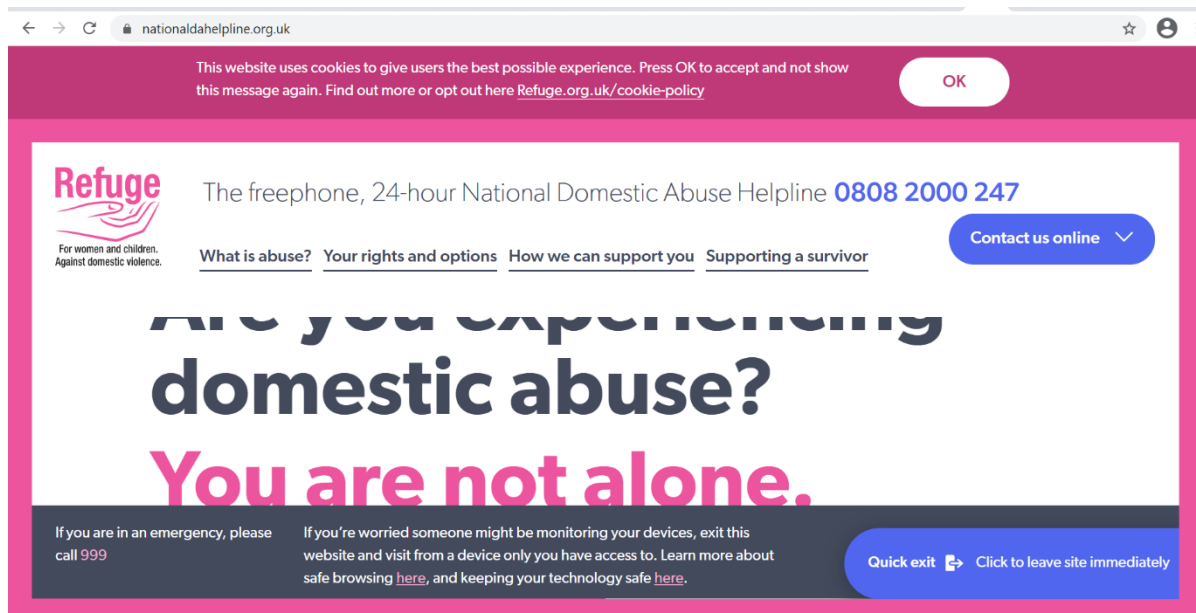 nationaldahelpline.org.uk
This website uses cookies to give users the best possible experience. Press OK to accept and not show
this message again. Find out more or opt out here Refuge.org.uk/cookie-policy
OK
Refuge
For women and children.
Against domestic violence.
The freephone, 24-hour National Domestic Abuse Helpline 0808 2000 247
Contact us online
What is abuse? Your rights and options How we can support you Supporting a survivor
Are you experiencing
domestic abuse?
You are not alone.
If you are in an emergency, please
call 999
If you're worried someone might be monitoring your devices, exit this
website and visit from a device only you have access to. Learn more about
safe browsing here, and keeping your technology safe here.
Quick exit Click to leave site immediately